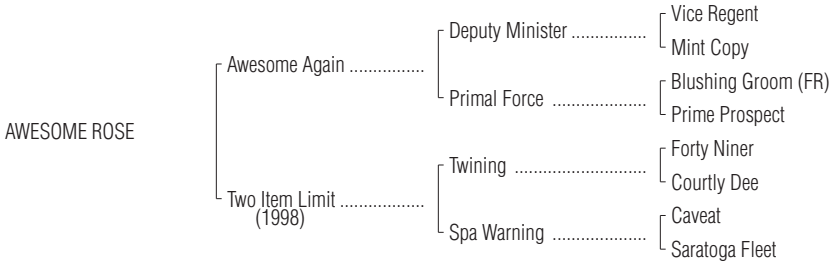 Vice Regent
Deputy Minister ................
Mint Copy
Awesome Again ................
Blushing Groom (FR)
Primal Force ....................
Prime Prospect
AWESOME ROSE
Forty Niner
Twining ............................
Courtly Dee
Two Item Limit ..................
(1998)
Caveat
Spa Warning ....................
Saratoga Fleet